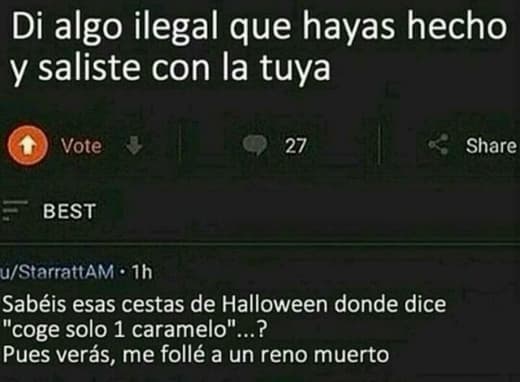 Di algo ilegal que hayas hecho
y saliste con la tuya
Vote
27
Share
BEST
u/StarrattAM • 1h
Sabéis esas cestas de Halloween donde dice
"coge solo 1 caramelo"...?
Pues verás, me follé a un reno muerto